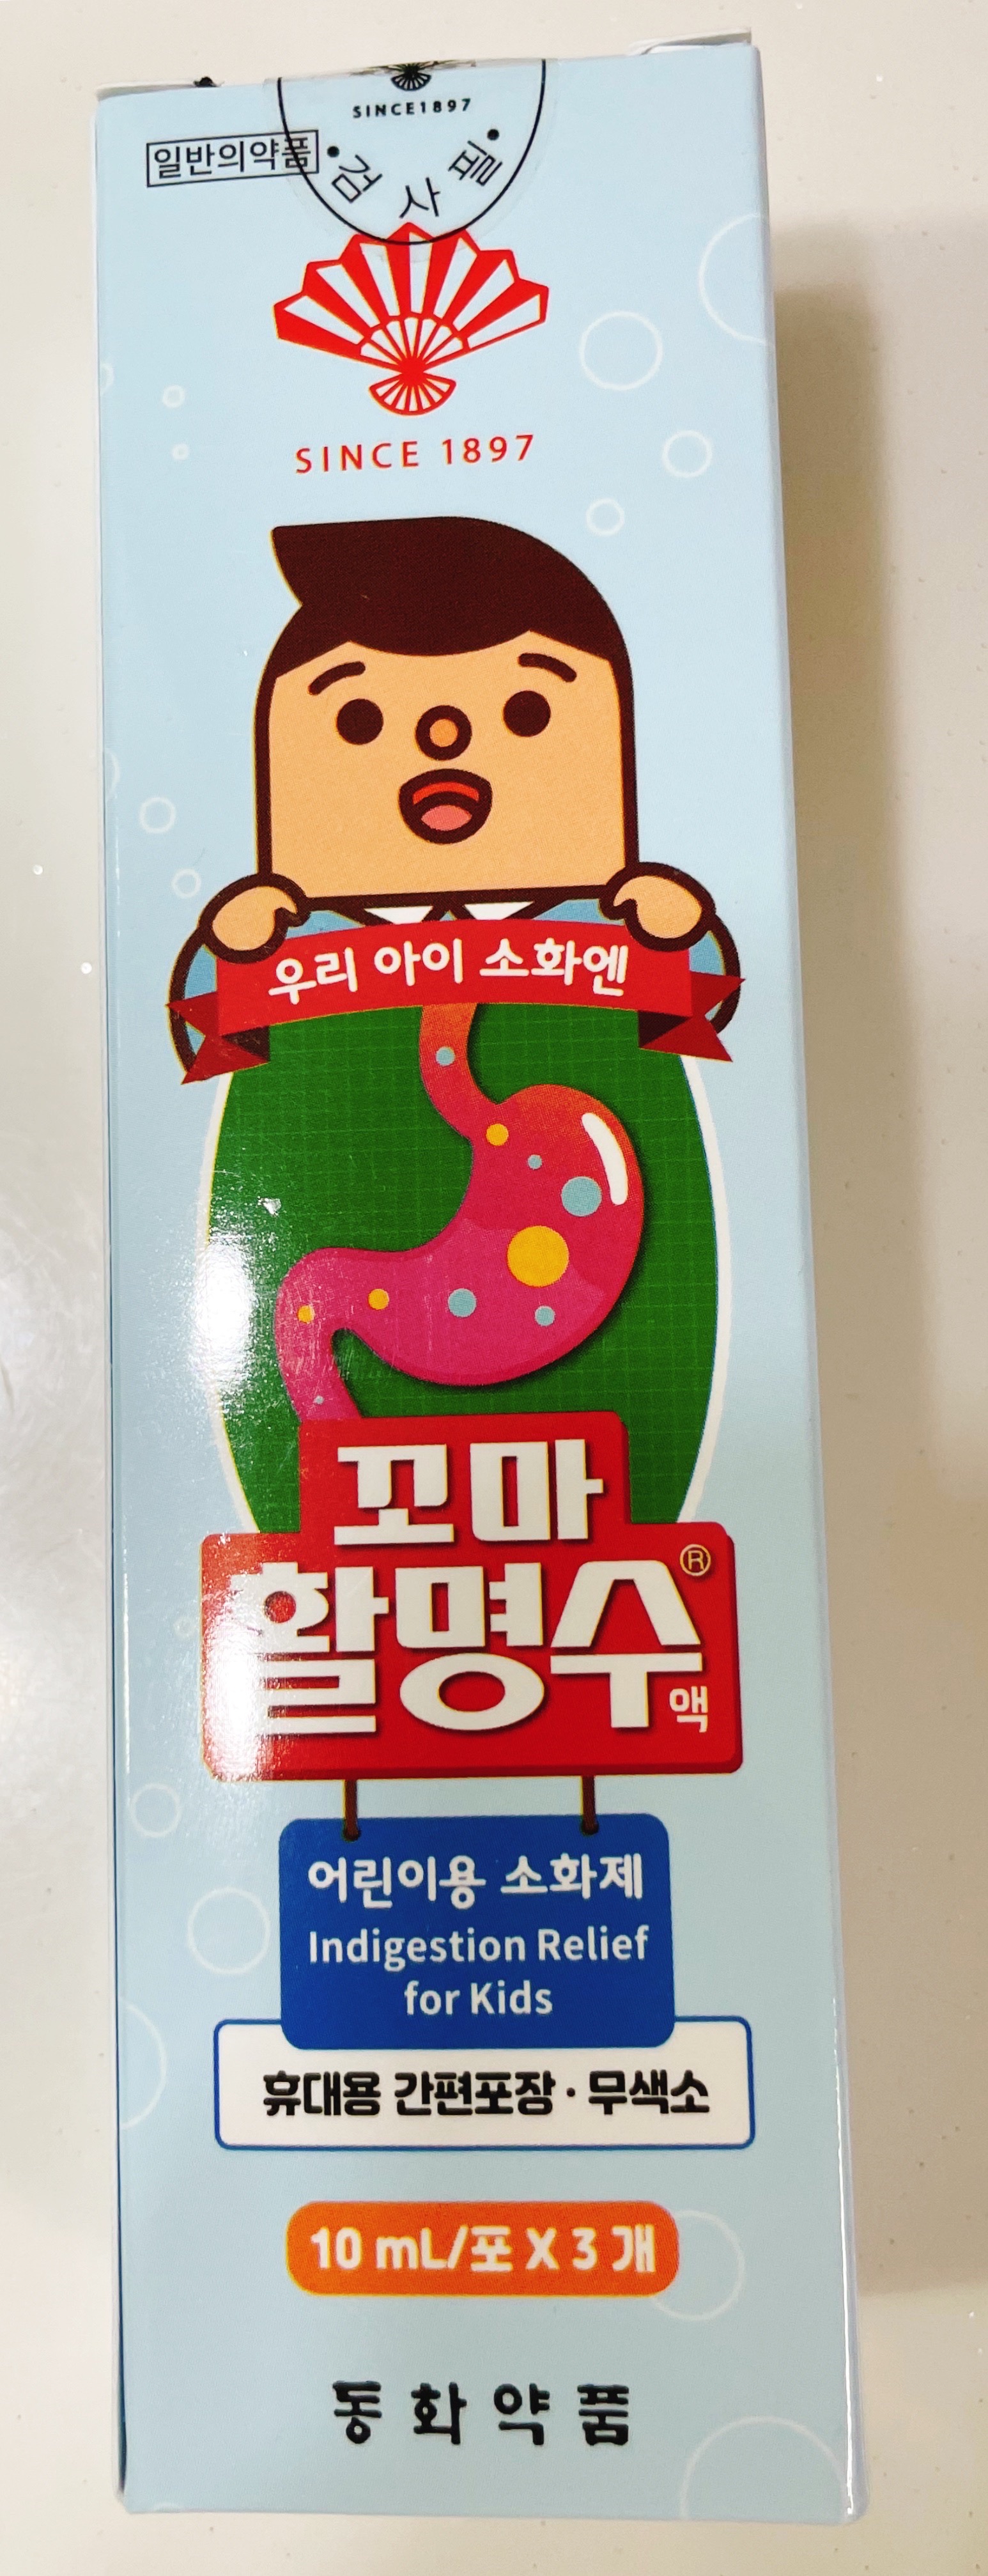 SINCE1897
일반의약품
검사필
SINCE 1897
우리 아이 소화엔
꼬마
활명수®
액
어린이용 소화제
Indigestion Relief
for Kids
휴대용 간편포장·무색소
10 mL/포 X 3 개
동화약품